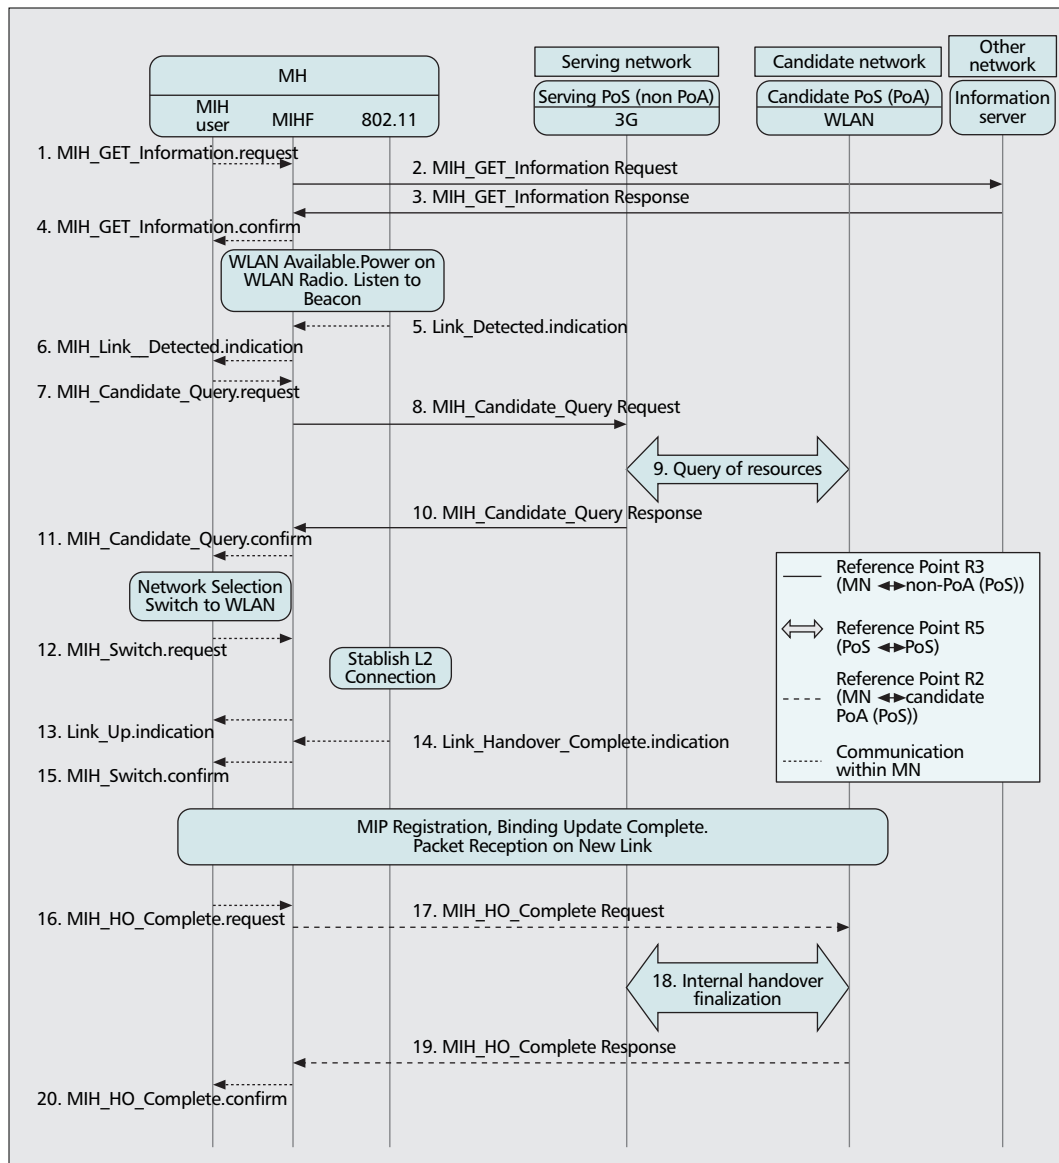 Other
network
Serving network
Candidate network
MH
Serving PoS (non PoA)
Candidate PoS (PoA)
Information
server
MIH
user
MIHF
802.11
3G
WLAN
1. MIH_GET_Information.request
2. MIH_GET_Information Request
3. MIH_GET_Information Response
4. MIH_GET_Information.confirm
WLAN Available.Power on
WLAN Radio. Listen to
Beacon
5. Link_Detected.indication
6. MIH_Link__Detected.indication
7. MIH_Candidate_Query.request
8. MIH_Candidate_Query Request
9. Query of resources
10. MIH_Candidate_Query Response
11. MIH_Candidate_Query.confirm
Network Selection
Switch to WLAN
12. MIH_Switch.request
Stablish L2
Connection
13. Link_Up.indication
14. Link_Handover_Complete.indication
15. MIH_Switch.confirm
Reference Point R3
(MN non-PoA (PoS))
Reference Point R5
(PoS PoS)
Reference Point R2
(MN candidate
PoA (PoS))
Communication
within MN
MIP Registration, Binding Update Complete.
Packet Reception on New Link
16. MIH_HO_Complete.request
17. MIH_HO_Complete Request
18. Internal handover
finalization
19. MIH_HO_Complete Response
20. MIH_HO_Complete.confirm